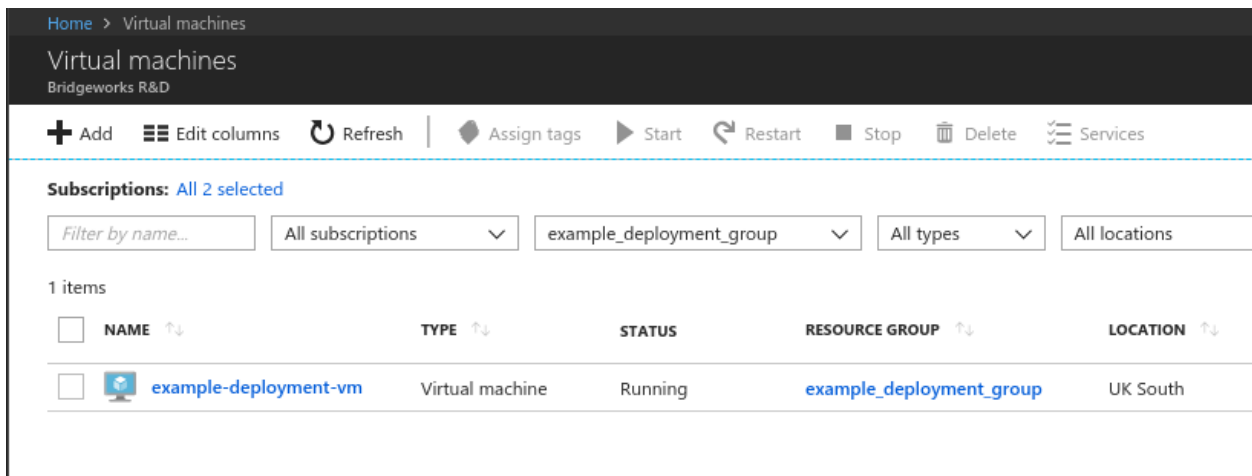 Home > Virtual machines
Virtual machines
Bridgeworks R&D
Add Edit columns Refresh Assign tags Start Restart Stop Delete Services
Subscriptions: All 2 selected
Filter by name... All subscriptions example_deployment_group All types All locations
1 items
NAME TYPE STATUS RESOURCE GROUP LOCATION
example-deployment-vm Virtual machine Running example_deployment_group UK South